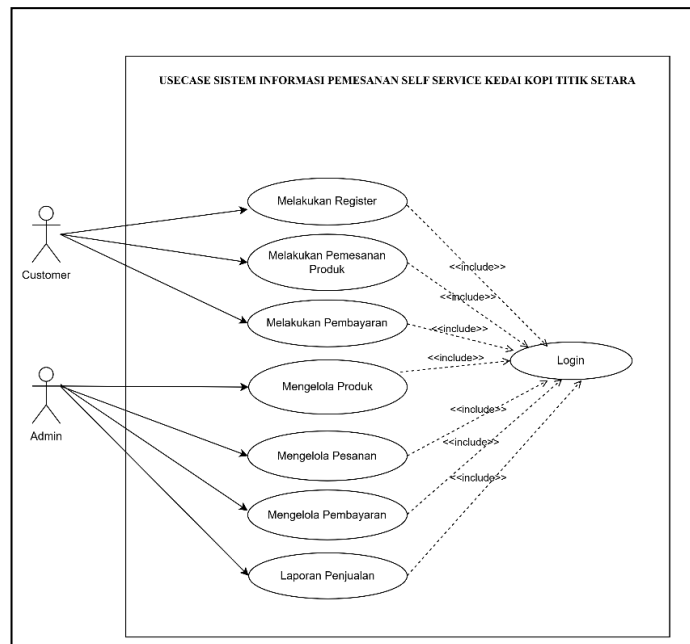 USECASE SISTEM INFORMASI PEMESANAN SELF SERVICE KEDAI KOPI TITIK SETARA
Melakukan Register
Customer
Melakukan Pemesanan
Produk
<<include>>
<<include>>
Melakukan Pembayaran
<<include>>
Login
<<include>>
Mengelola Produk
Admin
<<include>>
Mengelola Pesanan
<<include>>
<<include>>
Mengelola Pembayaran
Laporan Penjualan